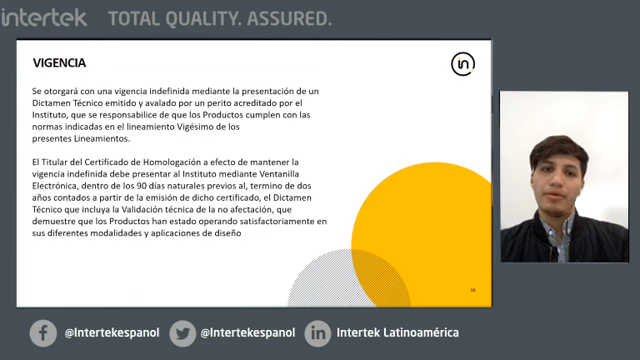 intertek TOTAL QUALITY. ASSURED.
VIGENCIA
in
Se otorgará con una vigencia indefinida mediante la presentación de un
Dictamen Técnico emitido y avalado por un perito acreditado por el
Instituto, que se responsabilice de que los Productos cumplen con las
normas indicadas en el lineamiento Vigésimo de los
presentes Lineamientos.
El Titular del Certificado de Homologación a efecto de mantener la
vigencia indefinida debe presentar al Instituto mediante Ventanilla
Electrónica, dentro de los 90 días naturales previos al, termino de dos
años contados a partir de la emisión de dicho certificado, el Dictamen
Técnico que incluya la Validación técnica de la no afectación, que
demuestre que los Productos han estado operando satisfactoriamente en
sus diferentes modalidades y aplicaciones de diseño
@Intertekespanol @Intertekespanol in Intertek Latinoamérica